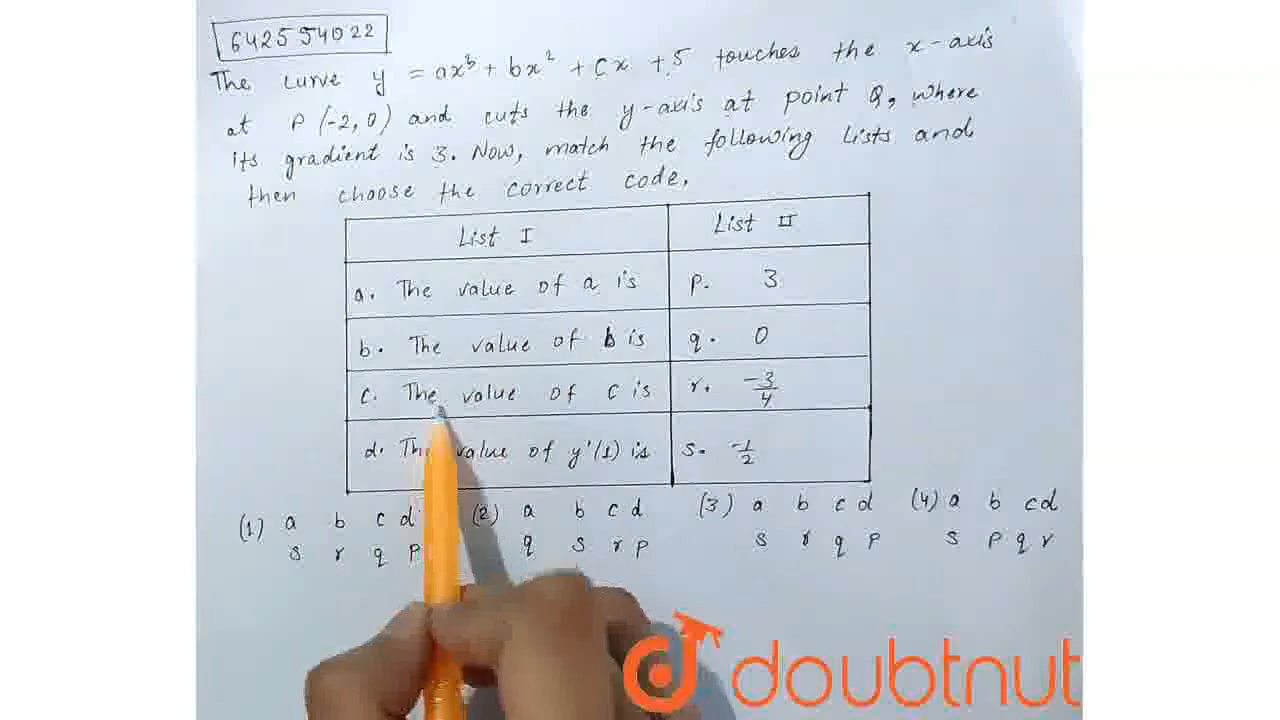 6425 54022
The curve y = ax³ + bx² + cx + 5 touches the x-axis
at P(-2, 0) and cuts the y-axis at point Q, where
its gradient is 3. Now, match the following Lists and
then choose the correct code,
List I List II
a. The value of a is p. 3
b. The value of b is q. 0
c. The value of c is r. -3/4
d. The value of y'(1) is s. -1/2
(1) a b c d (2) a b c d (3) a b c d (4) a b c d
s r q p q s r p s r q p s p q r
doubtnut